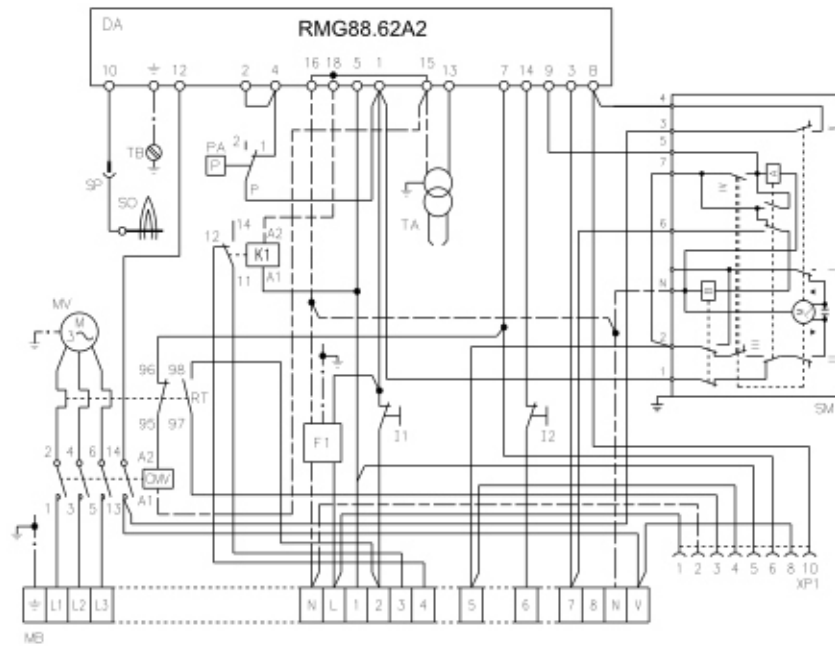 DA
RMG88.62A2
10 12 2 4 16 18 5 1 15 13 7 14 9 3 8
4
3
5
7
6
N
2
1
SM
TB
SP
SO
PA
P
2 1
P
TA
14
12
A2
K1
11
A1
MV
M
3
96 98
RT
95 97
F1
I1
I2
2 4 6 14
A2
CMV
A1
1 3 5 13
1 2 3 4 5 6 8 10
XP1
L1 L2 L3 N L 1 2 3 4 5 6 7 8 N V
MB